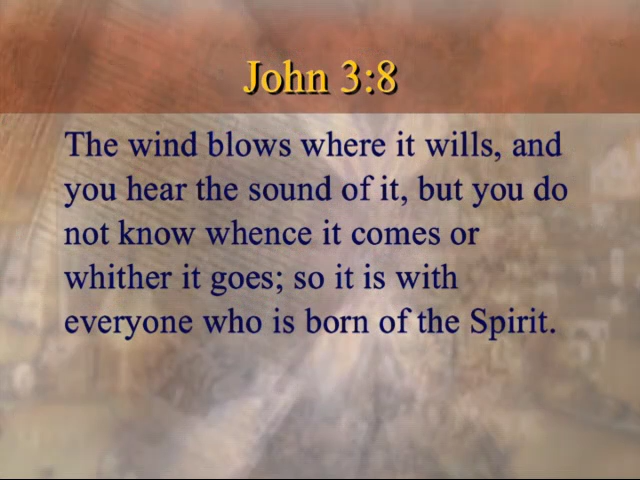 John 3:8
The wind blows where it wills, and
you hear the sound of it, but you do
not know whence it comes or
whither it goes; so it is with
everyone who is born of the Spirit.